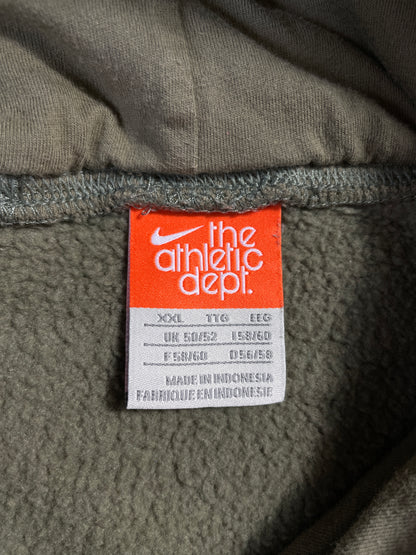 the
athletic
dept.
XXL TTG EEG
UK 50/52 I 58/60
F 58/60 D 56/58
MADE IN INDONESIA
FABRIQUE EN INDONESIE